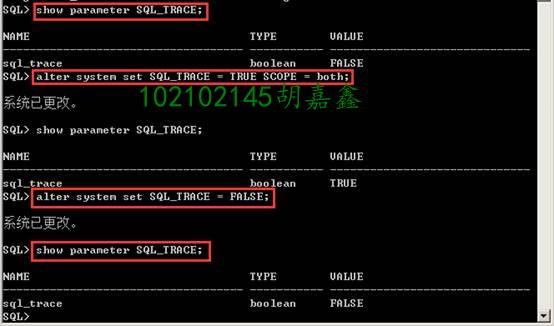 SQL> show parameter SQL_TRACE;
NAME TYPE VALUE
------------------------------------ ----------- ------------------------------
sql_trace boolean FALSE
SQL> alter system set SQL_TRACE = TRUE SCOPE = both;
系统已更改。
102102145胡嘉鑫
SQL> show parameter SQL_TRACE;
NAME TYPE VALUE
------------------------------------ ----------- ------------------------------
sql_trace boolean TRUE
SQL> alter system set SQL_TRACE = FALSE;
系统已更改。
SQL> show parameter SQL_TRACE;
NAME TYPE VALUE
------------------------------------ ----------- ------------------------------
sql_trace boolean FALSE
SQL>